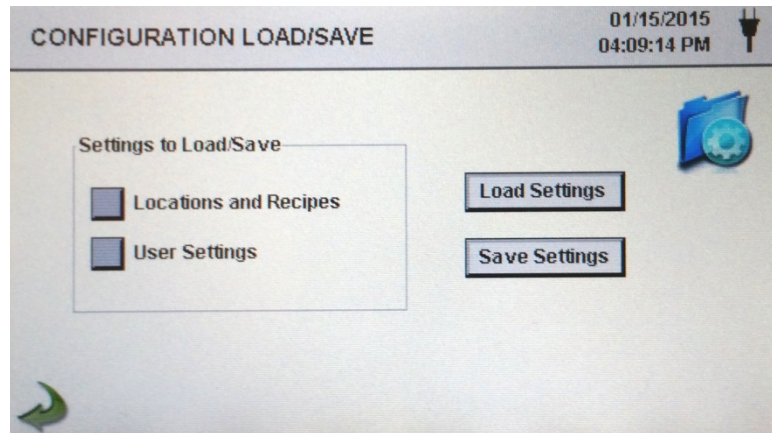 CONFIGURATION LOAD/SAVE
01/15/2015
04:09:14 PM
Settings to Load/Save
Locations and Recipes
User Settings
Load Settings
Save Settings